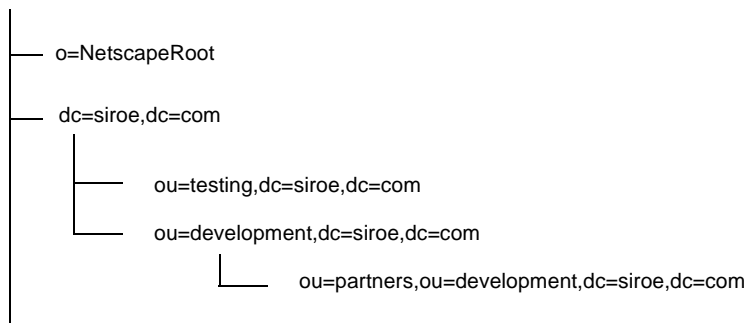 o=NetscapeRoot
dc=siroe,dc=com
ou=testing,dc=siroe,dc=com
ou=development,dc=siroe,dc=com
ou=partners,ou=development,dc=siroe,dc=com